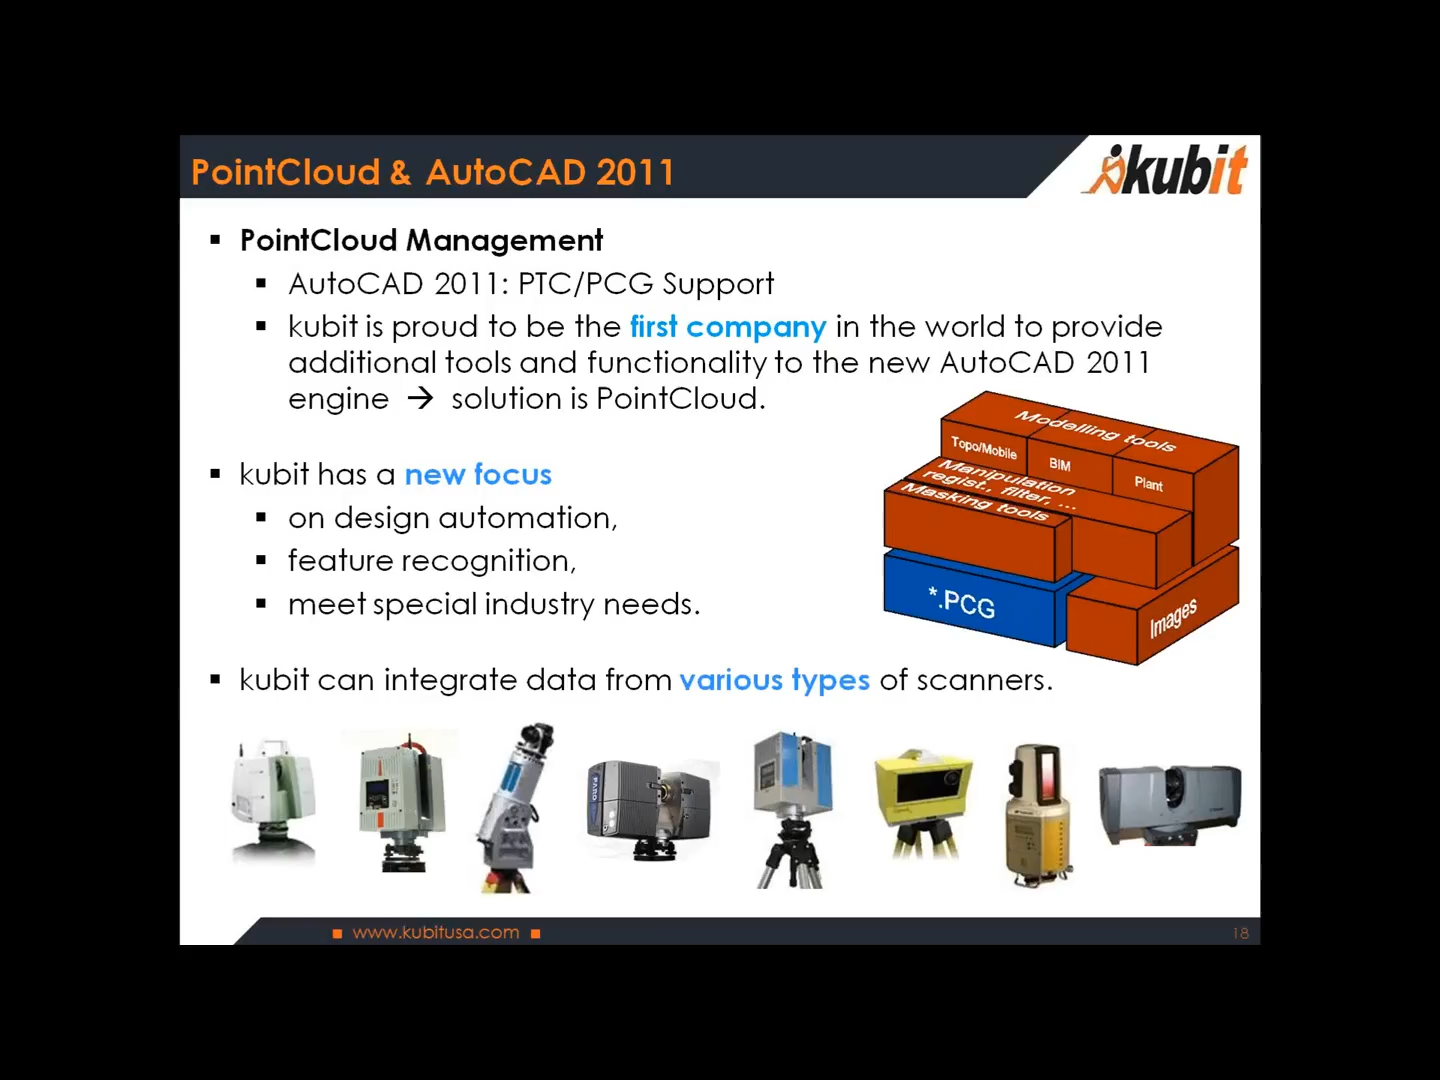 PointCloud & AutoCAD 2011
kubit
▪ PointCloud Management
▪ AutoCAD 2011: PTC/PCG Support
▪ kubit is proud to be the first company in the world to provide
additional tools and functionality to the new AutoCAD 2011
engine → solution is PointCloud.
▪ kubit has a new focus
▪ on design automation,
▪ feature recognition,
▪ meet special industry needs.
Modelling tools
Topo/Mobile
BIM
Plant
Manipulation
regist., filter, ...
Masking tools
*.PCG
Images
▪ kubit can integrate data from various types of scanners.
FARO
▪ www.kubitusa.com ▪
18